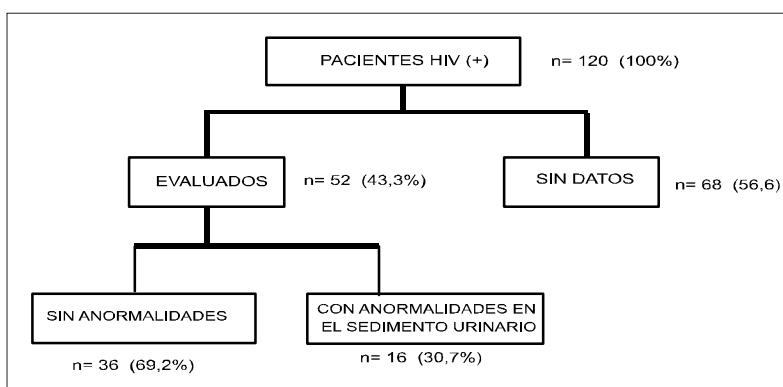 PACIENTES HIV (+)
n= 120 (100%)
EVALUADOS
n= 52 (43,3%)
SIN DATOS
n= 68 (56,6)
SIN ANORMALIDADES
n= 36 (69,2%)
CON ANORMALIDADES EN
EL SEDIMENTO URINARIO
n= 16 (30,7%)